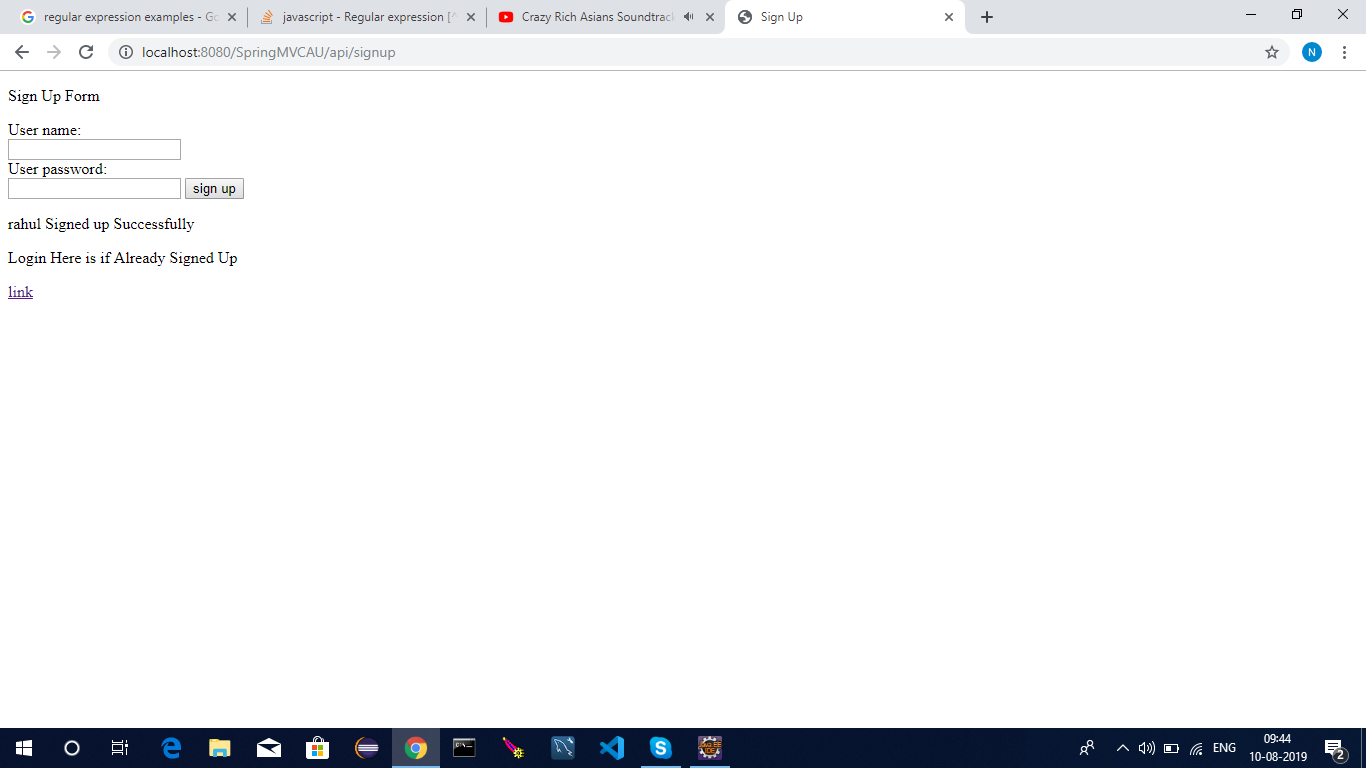 regular expression examples - Go
javascript - Regular expression [^
Crazy Rich Asians Soundtrack
Sign Up
localhost:8080/SpringMVCAU/api/signup
N
Sign Up Form
User name:
User password:
sign up
rahul Signed up Successfully
Login Here is if Already Signed Up
link
ENG
09:44
10-08-2019
2